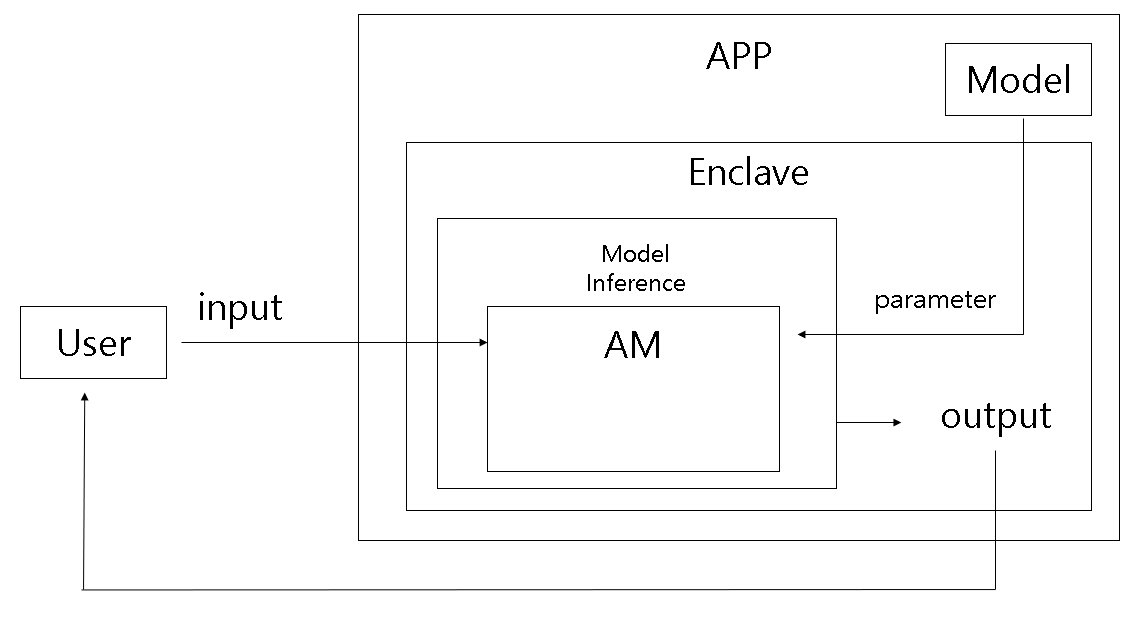 APP
Model
Enclave
Model
Inference
parameter
input
User
AM
output